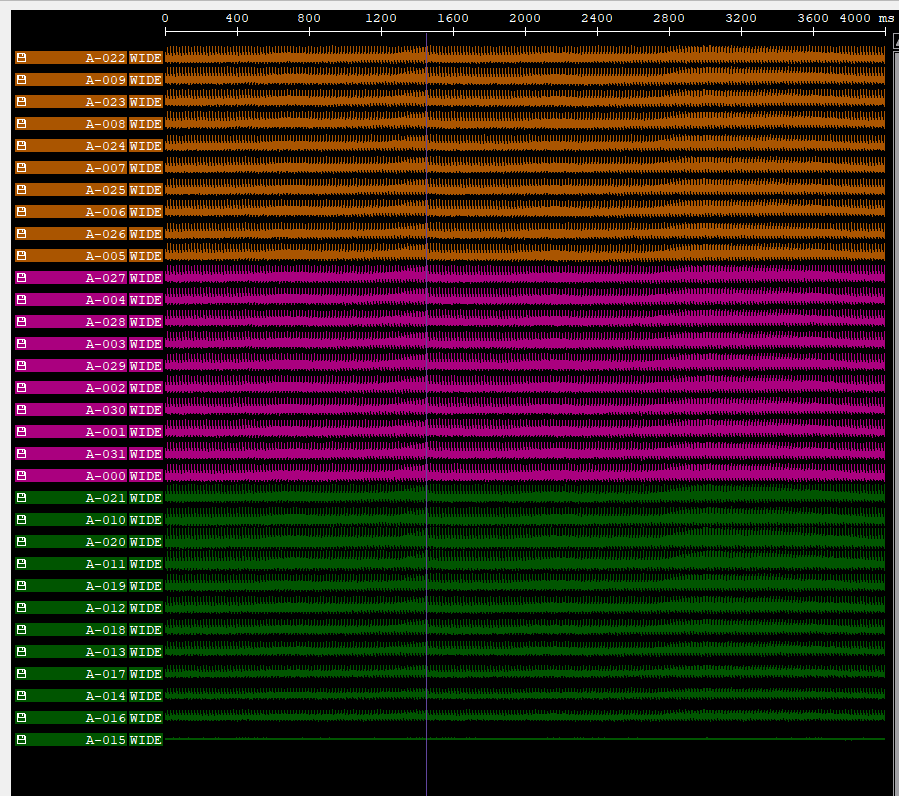 0 400 800 1200 1600 2000 2400 2800 3200 3600 4000 ms
A-022 WIDE
A-009 WIDE
A-023 WIDE
A-008 WIDE
A-024 WIDE
A-007 WIDE
A-025 WIDE
A-006 WIDE
A-026 WIDE
A-005 WIDE
A-027 WIDE
A-004 WIDE
A-028 WIDE
A-003 WIDE
A-029 WIDE
A-002 WIDE
A-030 WIDE
A-001 WIDE
A-031 WIDE
A-000 WIDE
A-021 WIDE
A-010 WIDE
A-020 WIDE
A-011 WIDE
A-019 WIDE
A-012 WIDE
A-018 WIDE
A-013 WIDE
A-017 WIDE
A-014 WIDE
A-016 WIDE
A-015 WIDE